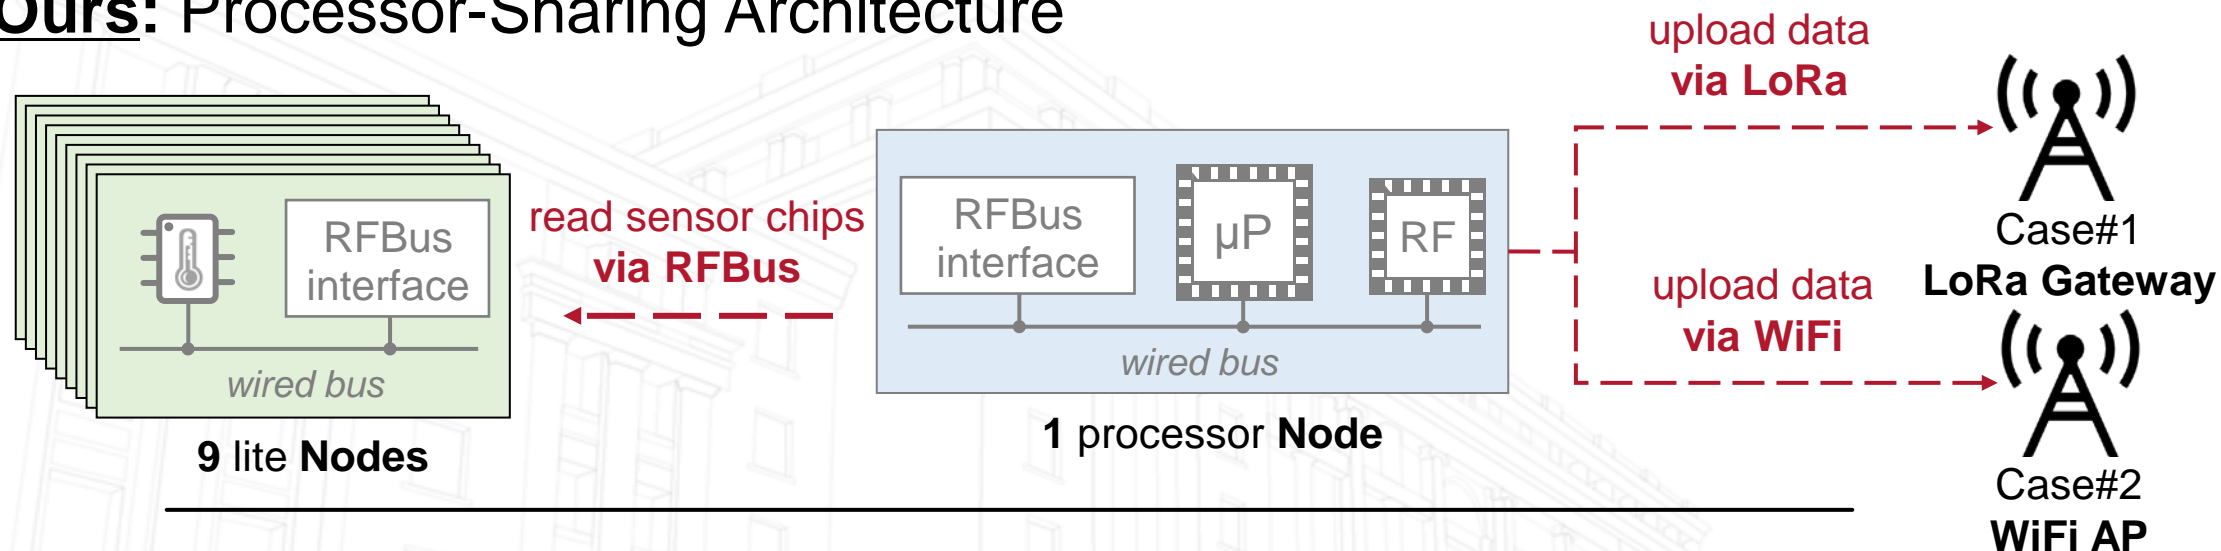 Ours: Processor-Sharing Architecture
RFBus
interface
wired bus
9 lite Nodes
read sensor chips
via RFBus
RFBus
interface
µP
RF
wired bus
1 processor Node
upload data
via LoRa
upload data
via WiFi
Case#1
LoRa Gateway
Case#2
WiFi AP